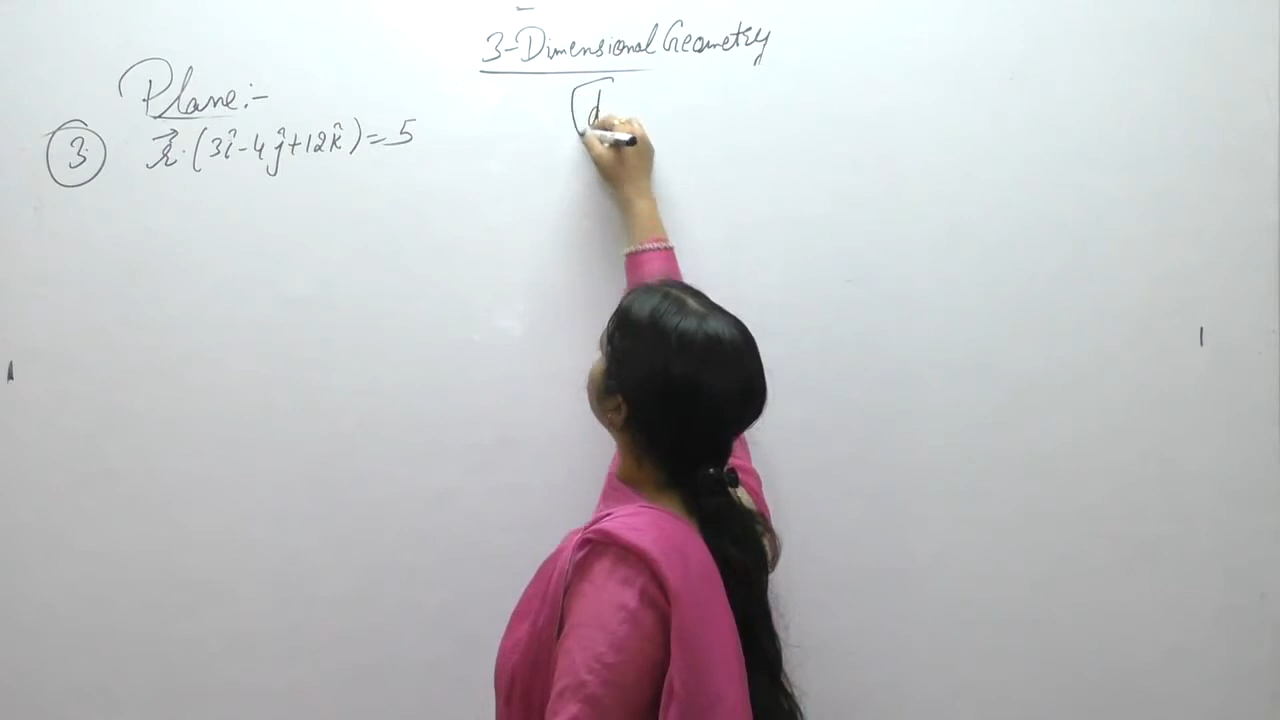 3-Dimensional Geometry
Plane:-
3. r⃗.(3î-4ĵ+12k̂)=5
d